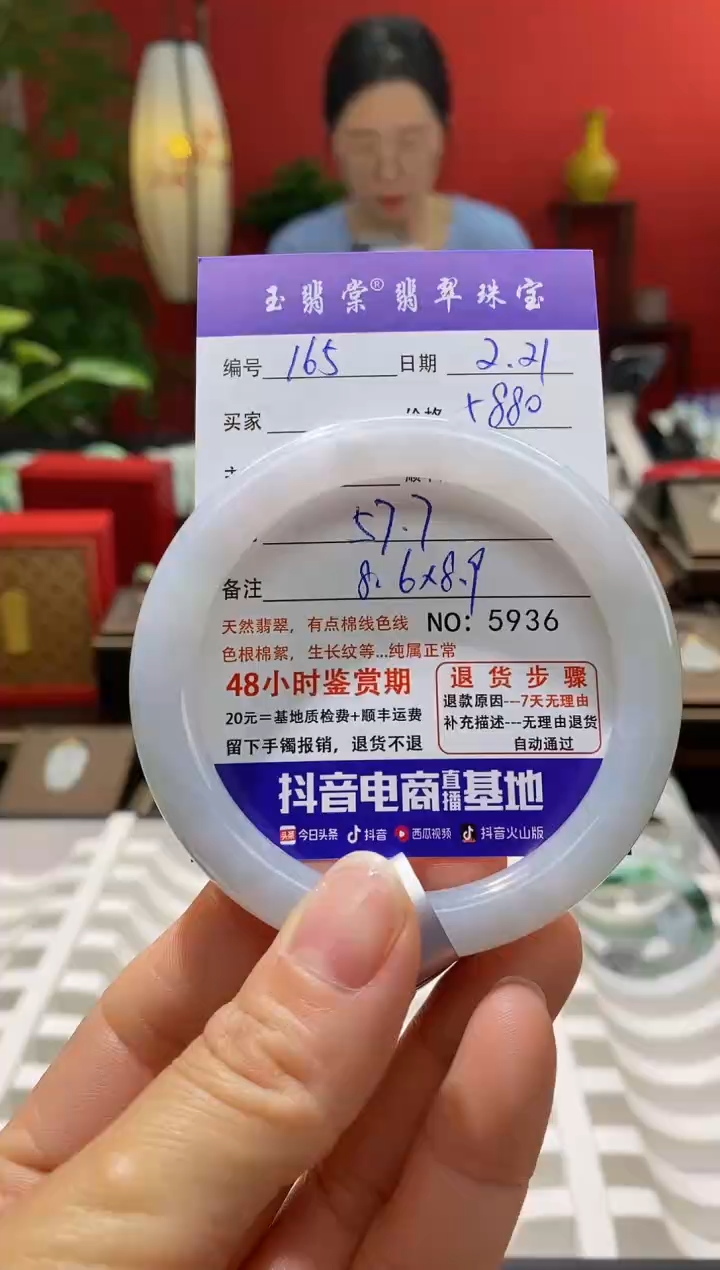 玉翡棠®翡翠珠宝
编号 165 日期 2.21
买家 +880
57.7
备注 8.6x8.9
天然翡翠，有点棉线色线 NO: 5936
色根棉絮，生长纹等...纯属正常
48小时鉴赏期
20元＝基地质检费+顺丰运费
留下手镯报销，退货不退
退货步骤
退款原因---7天无理由
补充描述---无理由退货
自动通过
抖音电商直播基地
头条 今日头条 抖音 西瓜视频 抖音火山版